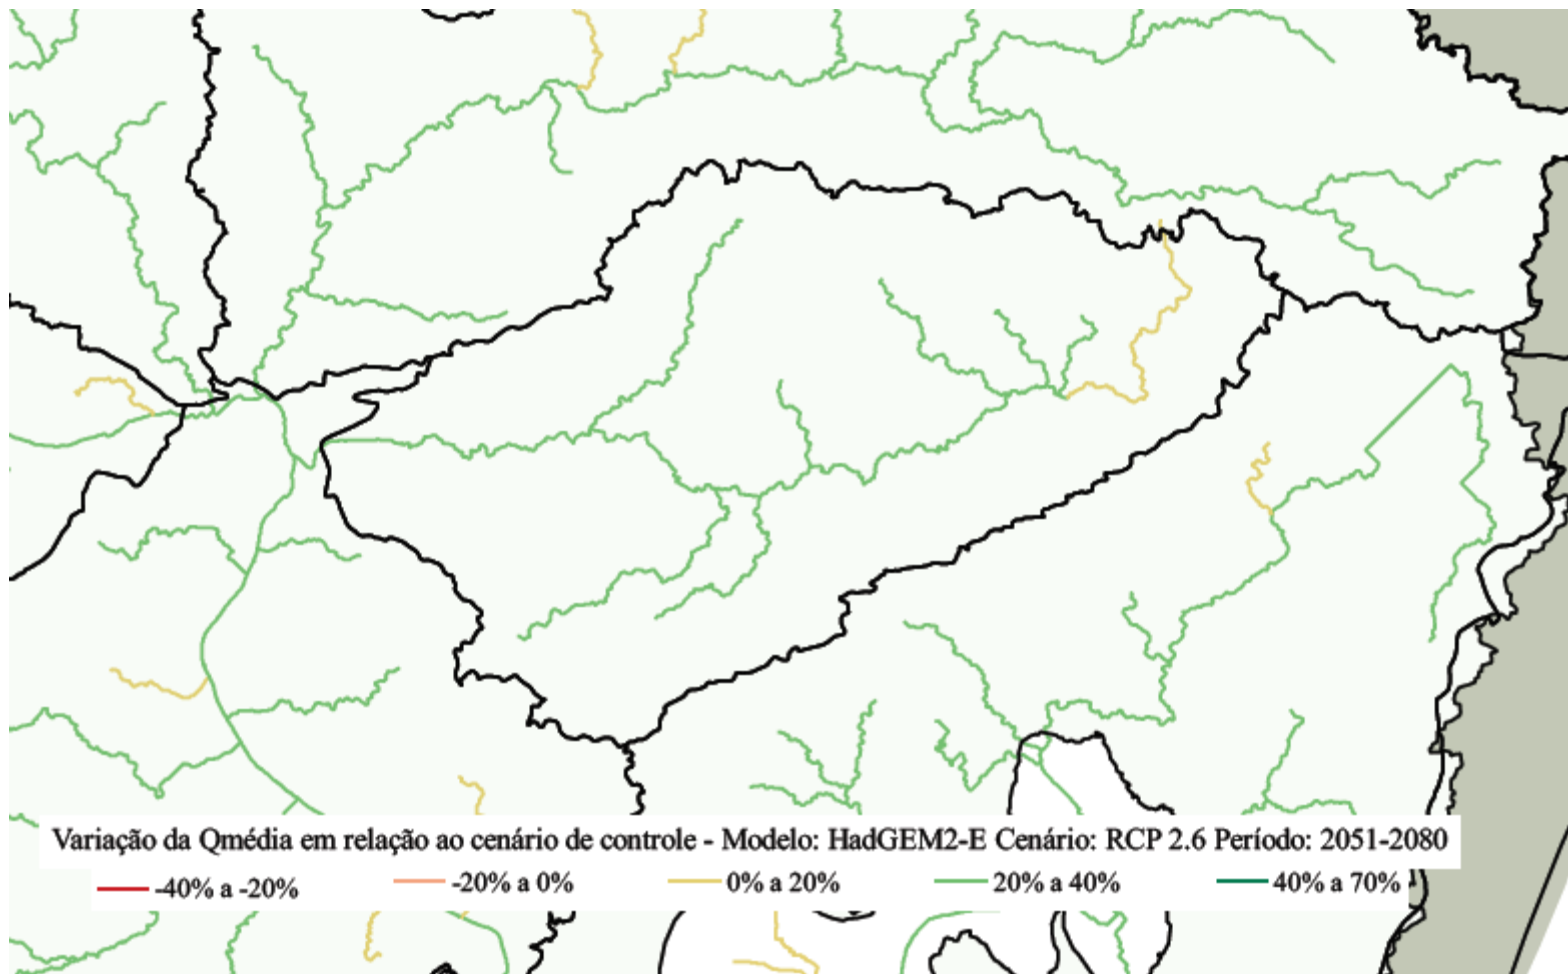 Variação da Qmédia em relação ao cenário de controle - Modelo: HadGEM2-E Cenário: RCP 2.6 Período: 2051-2080
-40% a -20% -20% a 0% 0% a 20% 20% a 40% 40% a 70%